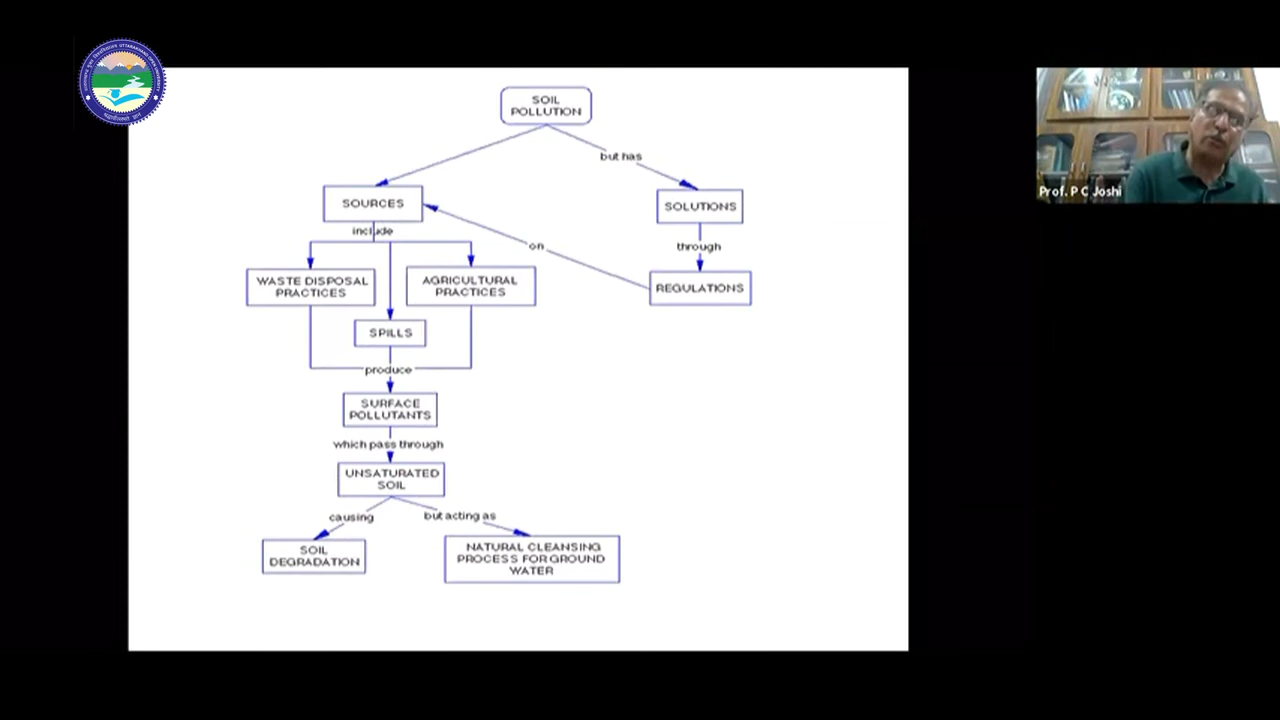 SOIL
POLLUTION
but has
SOURCES
SOLUTIONS
include
on
through
WASTE DISPOSAL
PRACTICES
AGRICULTURAL
PRACTICES
REGULATIONS
SPILLS
produce
SURFACE
POLLUTANTS
which pass through
UNSATURATED
SOIL
causing
but acting as
SOIL
DEGRADATION
NATURAL CLEANSING
PROCESS FOR GROUND
WATER
Prof. P C Joshi